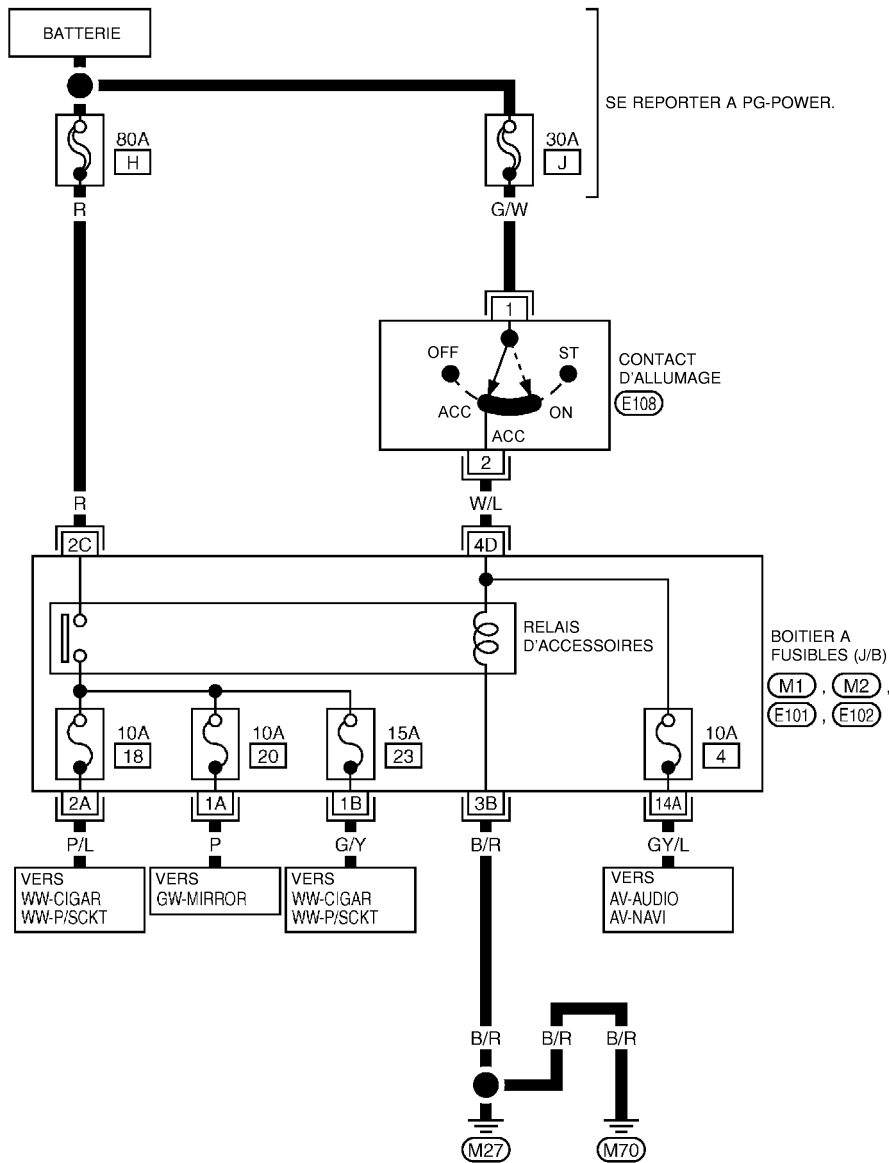 BATTERIE
SE REPORTER A PG-POWER.
80A
H
30A
J
R
G/W
1
OFF
ST
ACC
ON
ACC
CONTACT
D'ALLUMAGE
E108
2
R
W/L
2C
4D
RELAIS
D'ACCESSOIRES
BOITIER A
FUSIBLES (J/B)
M1 , M2 ,
E101 , E102
10A
18
10A
20
15A
23
10A
4
2A
1A
1B
3B
14A
P/L
P
G/Y
B/R
GY/L
VERS
WW-CIGAR
WW-P/SCKT
VERS
GW-MIRROR
VERS
WW-CIGAR
WW-P/SCKT
VERS
AV-AUDIO
AV-NAVI
B/R
B/R
B/R
M27
M70